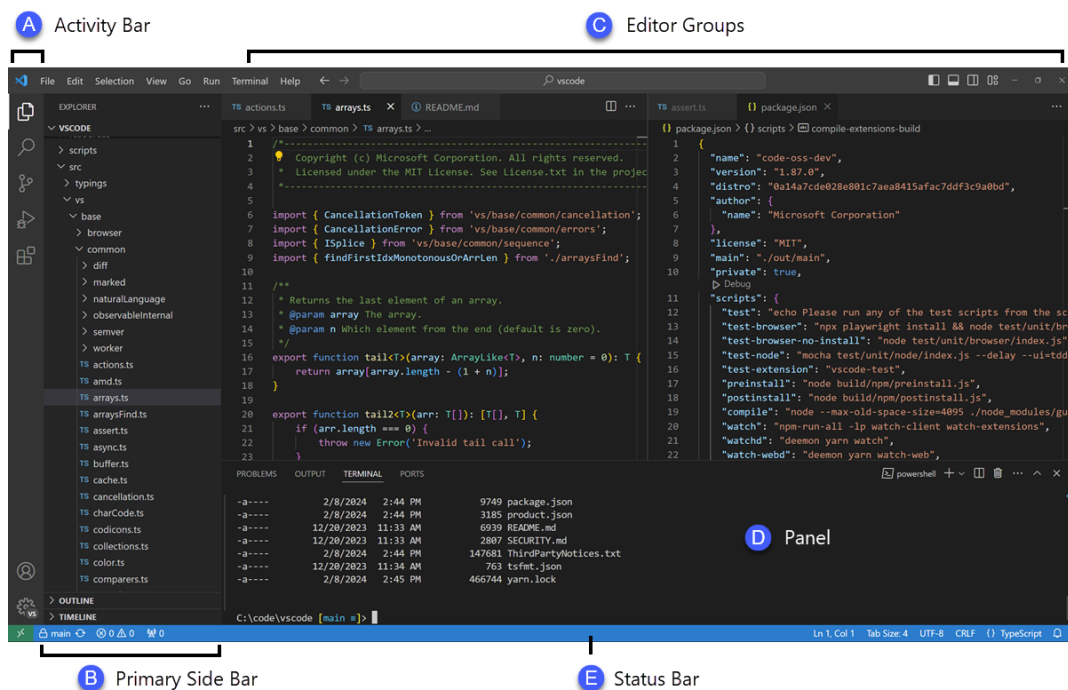 A Activity Bar
C Editor Groups
File Edit Selection View Go Run Terminal Help
vscode
EXPLORER ...
VSCODE
scripts
src
typings
vs
base
browser
common
diff
marked
naturalLanguage
observableInternal
semver
worker
TS actions.ts
TS amd.ts
TS arrays.ts
TS arraysFind.ts
TS assert.ts
TS async.ts
TS buffer.ts
TS cache.ts
TS cancellation.ts
TS charCode.ts
TS codicons.ts
TS collections.ts
TS color.ts
TS comparers.ts
OUTLINE
TIMELINE
VS
TS actions.ts TS arrays.ts README.md
src > vs > base > common > TS arrays.ts > ...
1 /*---------------------------------------------------------
2 * Copyright (c) Microsoft Corporation. All rights reserved.
3 * Licensed under the MIT License. See License.txt in the projec
4 *---------------------------------------------------------
5
6 import { CancellationToken } from 'vs/base/common/cancellation';
7 import { CancellationError } from 'vs/base/common/errors';
8 import { ISplice } from 'vs/base/common/sequence';
9 import { findFirstIdxMonotonousOrArrLen } from './arraysFind';
10
11 /**
12 * Returns the last element of an array.
13 * @param array The array.
14 * @param n Which element from the end (default is zero).
15 */
16 export function tail<T>(array: ArrayLike<T>, n: number = 0): T {
17 return array[array.length - (1 + n)];
18 }
19
20 export function tail2<T>(arr: T[]): [T[], T] {
21 if (arr.length === 0) {
22 throw new Error('Invalid tail call');
23 }
TS assert.ts {} package.json
{} package.json > {} scripts > compile-extensions-build
1 {
2 "name": "code-oss-dev",
3 "version": "1.87.0",
4 "distro": "0a14a7cde028e801c7aea8415afac7ddf3c9a0bd",
5 "author": {
6 "name": "Microsoft Corporation"
7 },
8 "license": "MIT",
9 "main": "./out/main",
10 "private": true,
Debug
11 "scripts": {
12 "test": "echo Please run any of the test scripts from the sc
13 "test-browser": "npx playwright install && node test/unit/br
14 "test-browser-no-install": "node test/unit/browser/index.js"
15 "test-node": "mocha test/unit/node/index.js --delay --ui=tdd
16 "test-extension": "vscode-test",
17 "preinstall": "node build/npm/preinstall.js",
18 "postinstall": "node build/npm/postinstall.js",
19 "compile": "node --max-old-space-size=4095 ./node_modules/gu
20 "watch": "npm-run-all -lp watch-client watch-extensions",
21 "watchd": "deemon yarn watch",
22 "watch-webd": "deemon yarn watch-web",
PROBLEMS OUTPUT TERMINAL PORTS
powershell
-a---- 2/8/2024 2:44 PM 9749 package.json
-a---- 2/8/2024 2:44 PM 3185 product.json
-a---- 12/20/2023 11:33 AM 6939 README.md
-a---- 12/20/2023 11:33 AM 2807 SECURITY.md
-a---- 2/8/2024 2:44 PM 147681 ThirdPartyNotices.txt
-a---- 12/20/2023 11:34 AM 763 tsfmt.json
-a---- 2/8/2024 2:45 PM 466744 yarn.lock
C:\code\vscode [main ≡]>
D Panel
main 0 0 0
Ln 1, Col 1 Tab Size: 4 UTF-8 CRLF {} TypeScript
B Primary Side Bar
E Status Bar